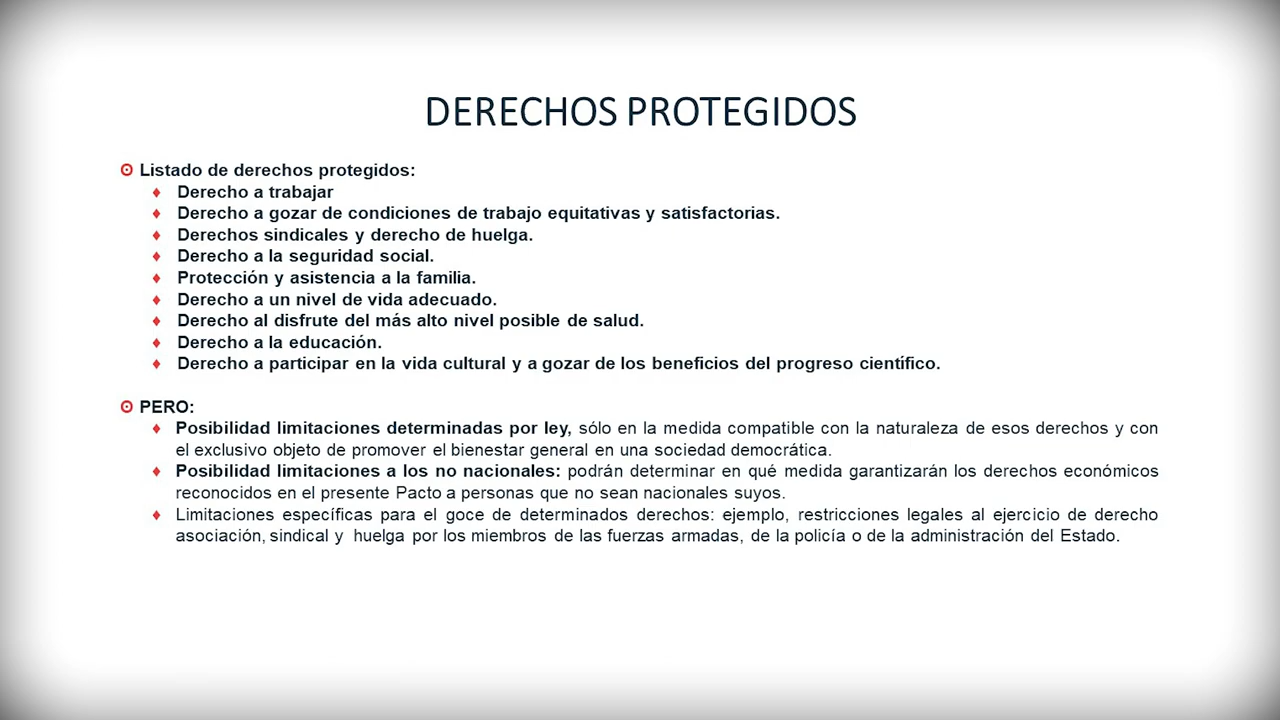 DERECHOS PROTEGIDOS
Listado de derechos protegidos:
Derecho a trabajar
Derecho a gozar de condiciones de trabajo equitativas y satisfactorias.
Derechos sindicales y derecho de huelga.
Derecho a la seguridad social.
Protección y asistencia a la familia.
Derecho a un nivel de vida adecuado.
Derecho al disfrute del más alto nivel posible de salud.
Derecho a la educación.
Derecho a participar en la vida cultural y a gozar de los beneficios del progreso científico.
PERO:
Posibilidad limitaciones determinadas por ley, sólo en la medida compatible con la naturaleza de esos derechos y con
el exclusivo objeto de promover el bienestar general en una sociedad democrática.
Posibilidad limitaciones a los no nacionales: podrán determinar en qué medida garantizarán los derechos económicos
reconocidos en el presente Pacto a personas que no sean nacionales suyos.
Limitaciones específicas para el goce de determinados derechos: ejemplo, restricciones legales al ejercicio de derecho
asociación, sindical y huelga por los miembros de las fuerzas armadas, de la policía o de la administración del Estado.